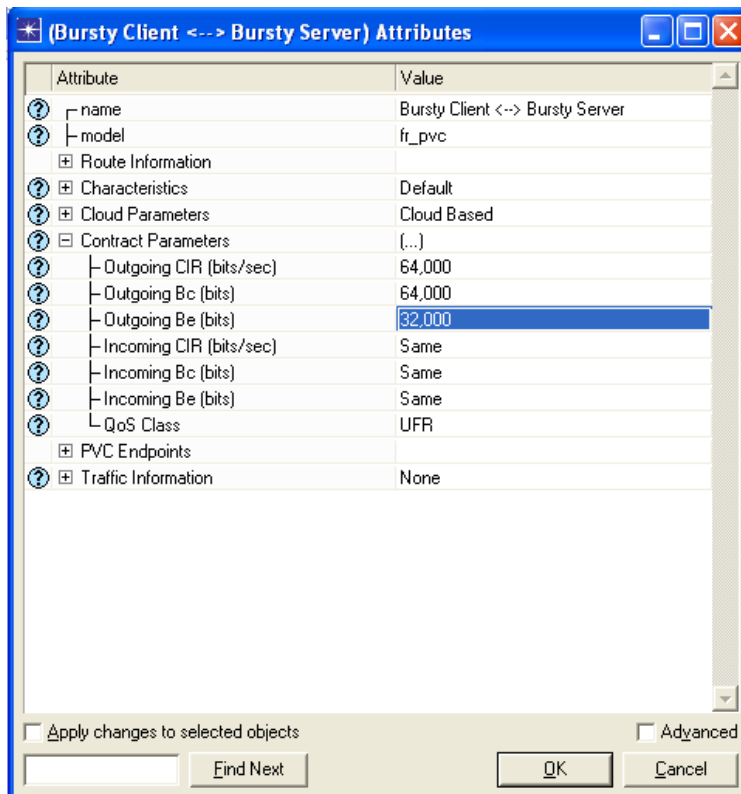 (Bursty Client <--> Bursty Server) Attributes
Attribute Value
name Bursty Client <--> Bursty Server
model fr_pvc
Route Information
Characteristics Default
Cloud Parameters Cloud Based
Contract Parameters (...)
Outgoing CIR (bits/sec) 64,000
Outgoing Bc (bits) 64,000
Outgoing Be (bits) 32,000
Incoming CIR (bits/sec) Same
Incoming Bc (bits) Same
Incoming Be (bits) Same
QoS Class UFR
PVC Endpoints
Traffic Information None
Apply changes to selected objects Advanced
Find Next OK Cancel